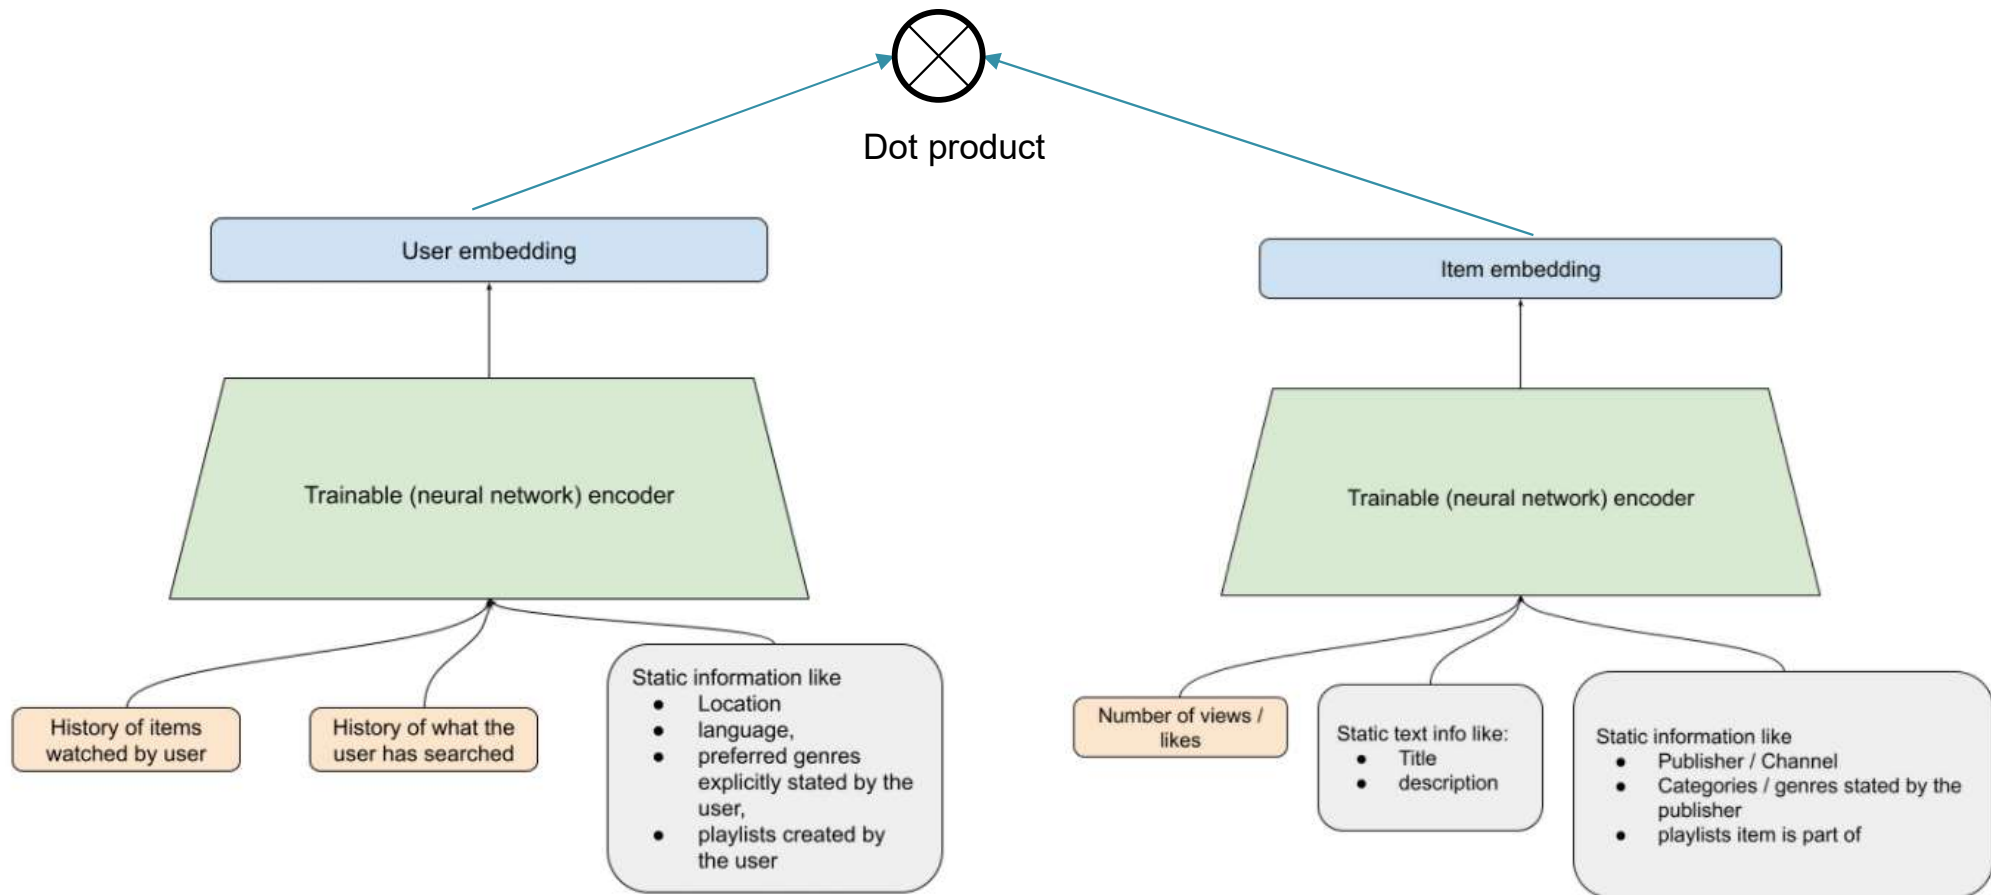 Dot product
User embedding
Item embedding
Trainable (neural network) encoder
Trainable (neural network) encoder
History of items
watched by user
History of what the
user has searched
Static information like
● Location
● language,
● preferred genres
explicitly stated by the
user,
● playlists created by
the user
Number of views /
likes
Static text info like:
● Title
● description
Static information like
● Publisher / Channel
● Categories / genres stated by the
publisher
● playlists item is part of